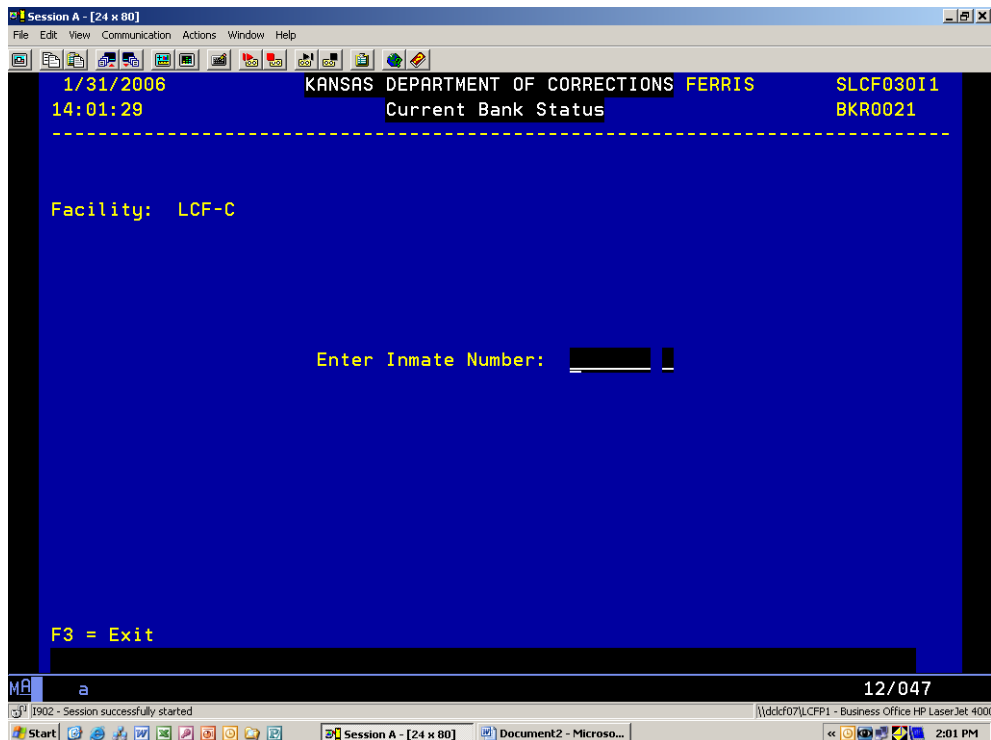 Session A - [24 x 80]
File Edit View Communication Actions Window Help
1/31/2006 KANSAS DEPARTMENT OF CORRECTIONS FERRIS SLCF030I1
14:01:29 Current Bank Status BKR0021
Facility: LCF-C
Enter Inmate Number:
F3 = Exit
MA a 12/047
I902 - Session successfully started \\dclcf07\LCFP1 - Business Office HP LaserJet 4000
Start Session A - [24 x 80] Document2 - Microso... « 2:01 PM